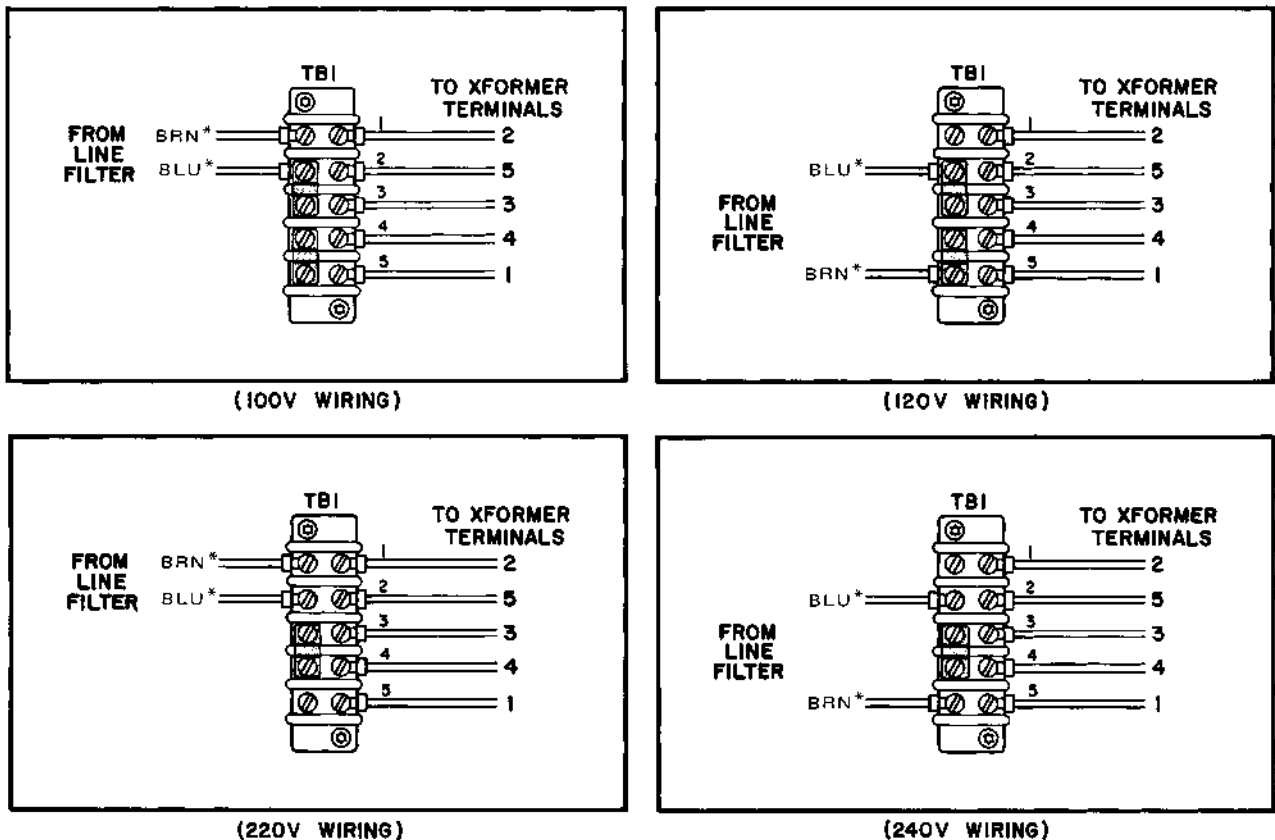 TB1
TO XFORMER
TERMINALS
FROM
LINE
FILTER
BRN*
BLU*
1 2
2 5
3 3
4 4
5 1
(100V WIRING)
TB1
TO XFORMER
TERMINALS
FROM
LINE
FILTER
BLU*
BRN*
1 2
2 5
3 3
4 4
5 1
(120V WIRING)
TB1
TO XFORMER
TERMINALS
FROM
LINE
FILTER
BRN*
BLU*
1 2
2 5
3 3
4 4
5 1
(220V WIRING)
TB1
TO XFORMER
TERMINALS
FROM
LINE
FILTER
BLU*
BRN*
1 2
2 5
3 3
4 4
5 1
(240V WIRING)